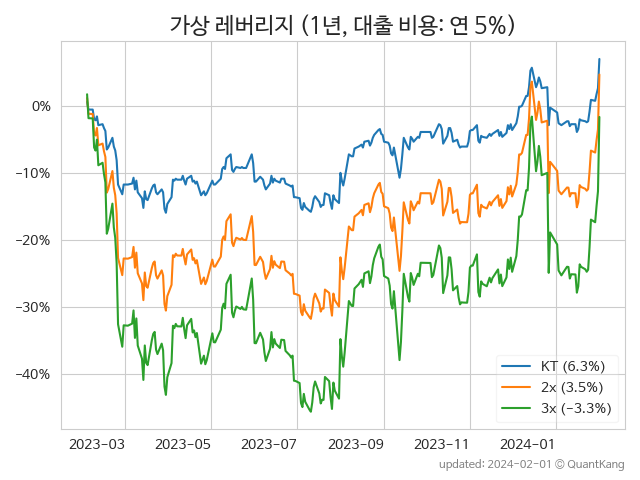 가상 레버리지 (1년, 대출 비용: 연 5%)
0%
−10%
−20%
−30%
−40%
KT (6.3%)
2x (3.5%)
3x (−3.3%)
2023-03 2023-05 2023-07 2023-09 2023-11 2024-01
updated: 2024-02-01 © QuantKang